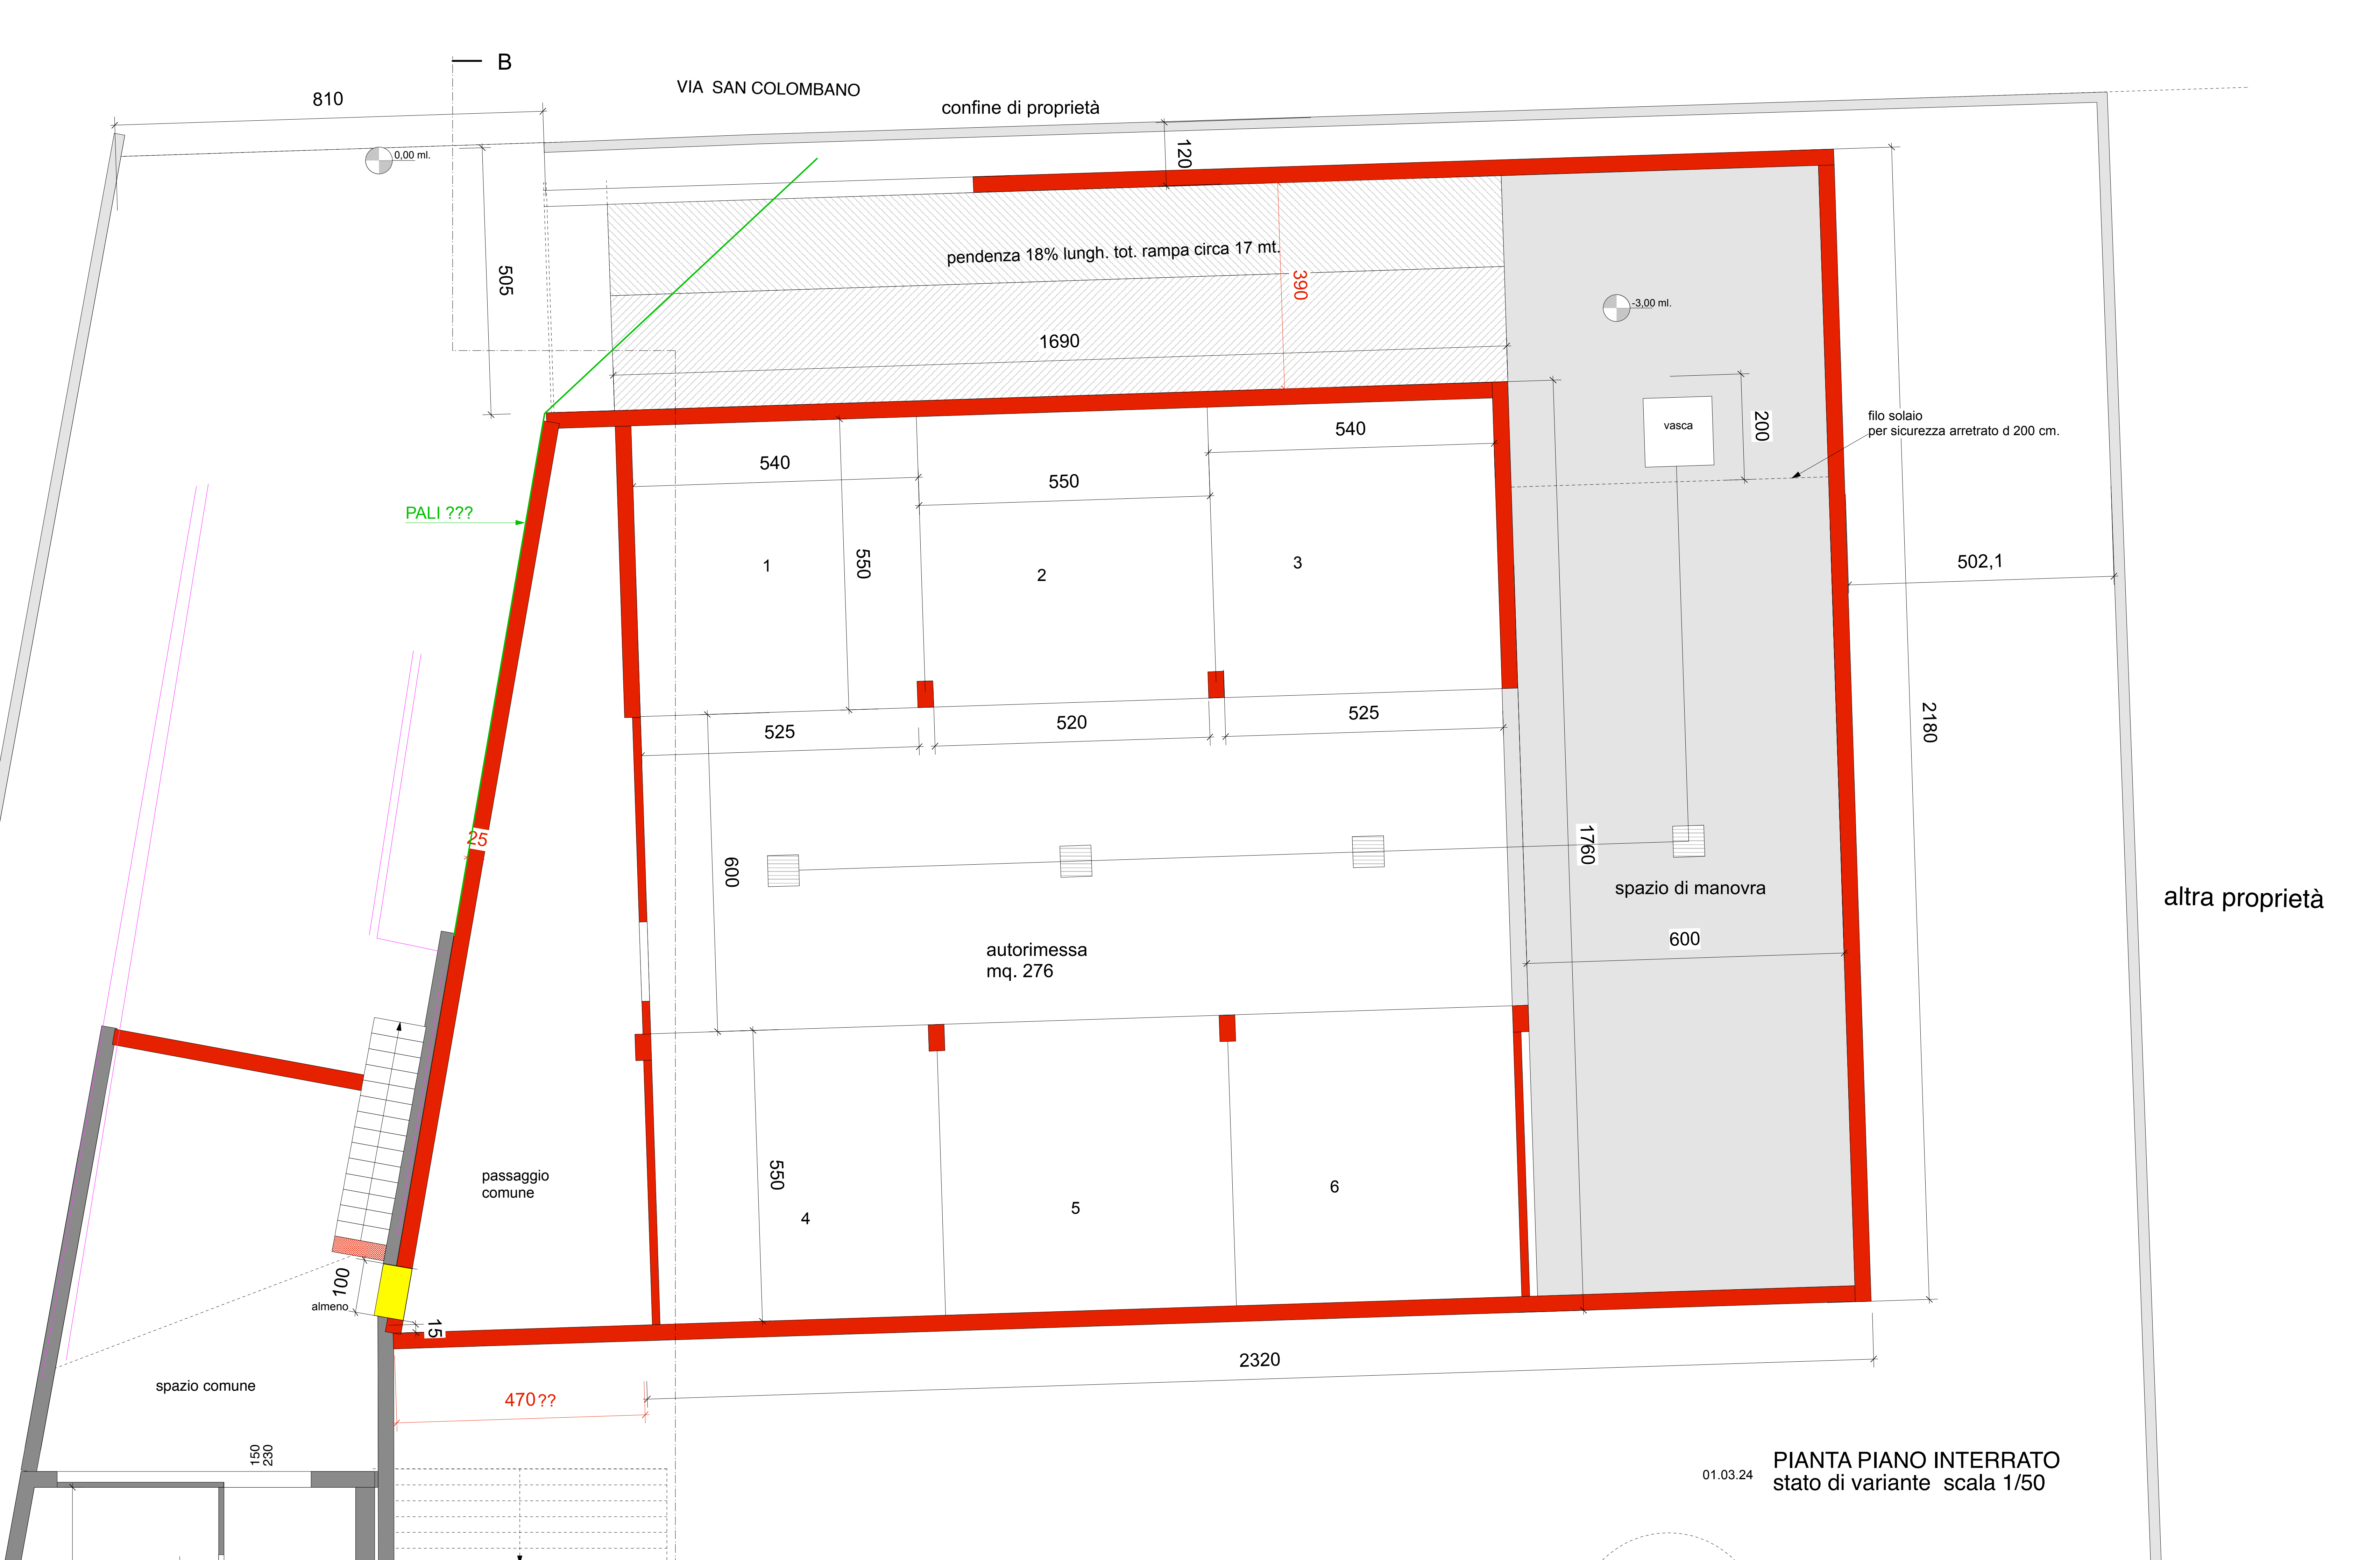 B
VIA SAN COLOMBANO
810
confine di proprietà
0,00 ml.
120
505
pendenza 18% lungh. tot. rampa circa 17 mt.
390
-3,00 ml.
1690
vasca
200
filo solaio
per sicurezza arretrato d 200 cm.
540
540
550
PALI ???
550
1
2
3
502,1
525
520
525
2180
25
600
1760
spazio di manovra
altra proprietà
autorimessa
mq. 276
600
passaggio
comune
550
4
5
6
100
almeno
15
2320
spazio comune
470??
150
230
01.03.24
PIANTA PIANO INTERRATO
stato di variante scala 1/50